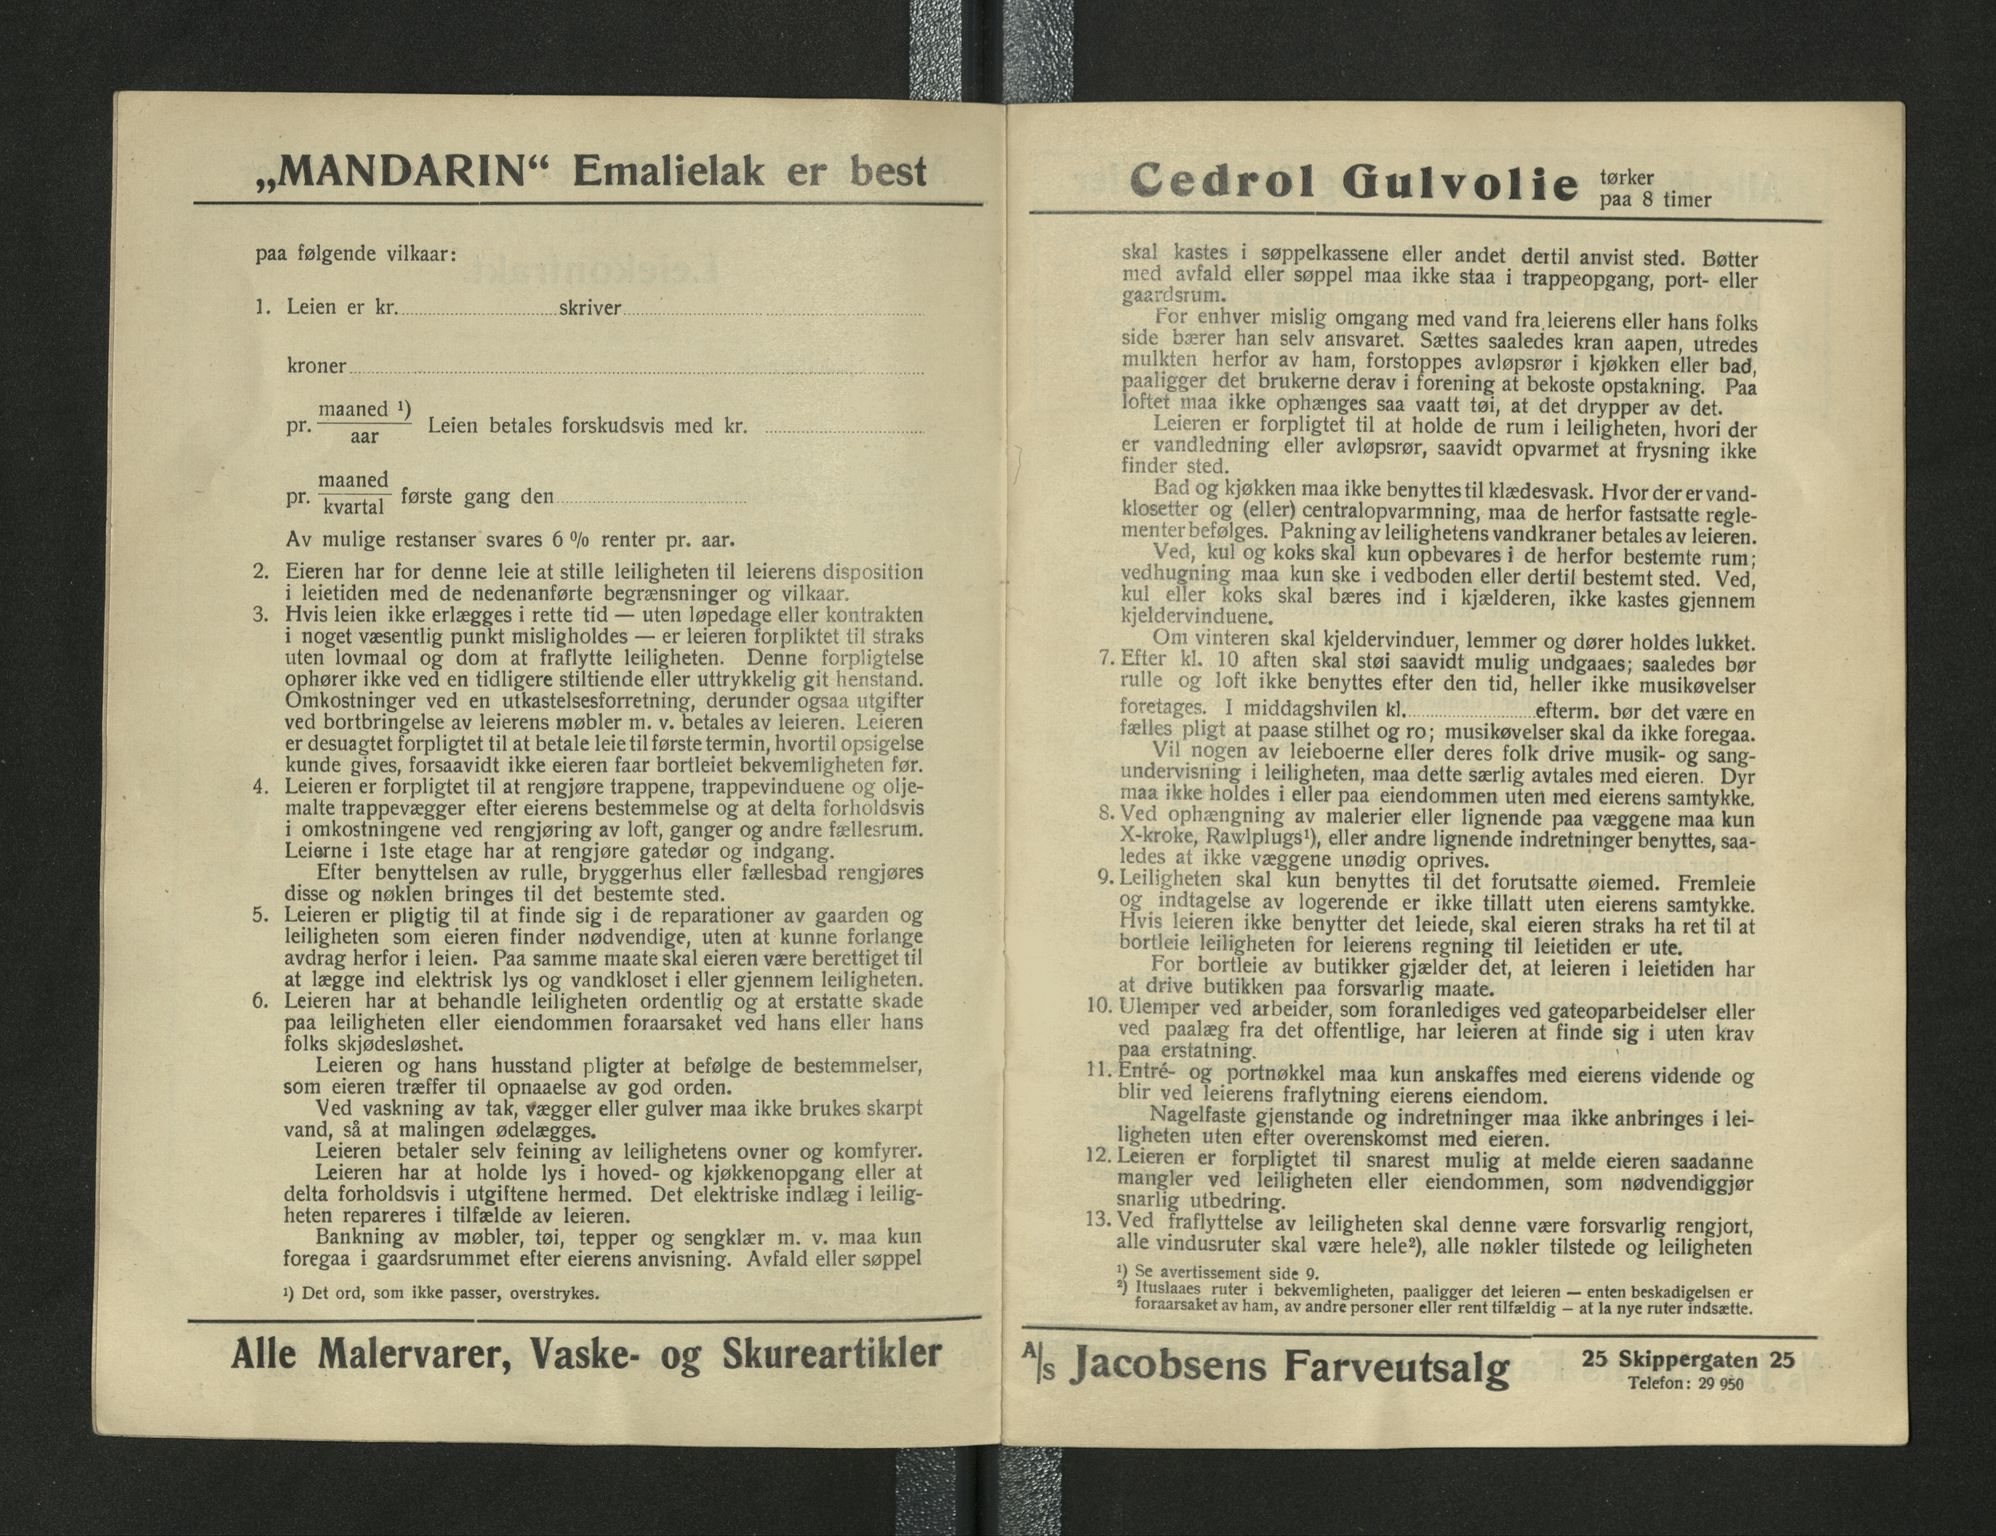 „MANDARIN“ Emalielak er best
paa følgende vilkaar:
1. Leien er kr. skriver
kroner
pr. maaned ¹)
aar
Leien betales forskudsvis med kr.
pr. maaned
kvartal
første gang den
Av mulige restanser svares 6 % renter pr. aar.
2. Eieren har for denne leie at stille leiligheten til leierens disposition
i leietiden med de nedenanførte begrænsninger og vilkaar.
3. Hvis leien ikke erlægges i rette tid — uten løpedage eller kontrakten
i noget væsentlig punkt misligholdes — er leieren forpliktet til straks
uten lovmaal og dom at fraflytte leiligheten. Denne forpligtelse
ophører ikke ved en tidligere stiltiende eller uttrykkelig git henstand.
Omkostninger ved en utkastelsesforretning, derunder ogsaa utgifter
ved bortbringelse av leierens møbler m. v. betales av leieren. Leieren
er desuagtet forpligtet til at betale leie til første termin, hvortil opsigelse
kunde gives, forsaavidt ikke eieren faar bortleiet bekvemligheten før.
4. Leieren er forpligtet til at rengjøre trappene, trappevinduene og olje-
malte trappevægger efter eierens bestemmelse og at delta forholdsvis
i omkostningene ved rengjøring av loft, ganger og andre fællesrum.
Leierne i 1ste etage har at rengjøre gatedør og indgang.
Efter benyttelsen av rulle, bryggerhus eller fællesbad rengjøres
disse og nøklen bringes til det bestemte sted.
5. Leieren er pligtig til at finde sig i de reparationer av gaarden og
leiligheten som eieren finder nødvendige, uten at kunne forlange
avdrag herfor i leien. Paa samme maate skal eieren være berettiget til
at lægge ind elektrisk lys og vandkloset i eller gjennem leiligheten.
6. Leieren har at behandle leiligheten ordentlig og at erstatte skade
paa leiligheten eller eiendommen foraarsaket ved hans eller hans
folks skjødesløshet.
Leieren og hans husstand pligter at befølge de bestemmelser,
som eieren træffer til opnaaelse av god orden.
Ved vaskning av tak, vægger eller gulver maa ikke brukes skarpt
vand, så at malingen ødelægges.
Leieren betaler selv feining av leilighetens ovner og komfyrer.
Leieren har at holde lys i hoved- og kjøkkenopgang eller at
delta forholdsvis i utgiftene hermed. Det elektriske indlæg i leilig-
heten repareres i tilfælde av leieren.
Bankning av møbler, tøi, tepper og sengklær m. v. maa kun
foregaa i gaardsrummet efter eierens anvisning. Avfald eller søppel
¹) Det ord, som ikke passer, overstrykes.
Alle Malervarer, Vaske- og Skureartikler
Cedrol Gulvolie tørker
paa 8 timer
skal kastes i søppelkassene eller andet dertil anvist sted. Bøtter
med avfald eller søppel maa ikke staa i trappeopgang, port- eller
gaardsrum.
For enhver mislig omgang med vand fra leierens eller hans folks
side bærer han selv ansvaret. Sættes saaledes kran aapen, utredes
mulkten herfor av ham, forstoppes avløpsrør i kjøkken eller bad,
paaligger det brukerne derav i forening at bekoste opstakning. Paa
loftet maa ikke ophænges saa vaatt tøi, at det drypper av det.
Leieren er forpligtet til at holde de rum i leiligheten, hvori der
er vandledning eller avløpsrør, saavidt opvarmet at frysning ikke
finder sted.
Bad og kjøkken maa ikke benyttes til klædesvask. Hvor der er vand-
klosetter og (eller) centralopvarmning, maa de herfor fastsatte regle-
menter befølges. Pakning av leilighetens vandkraner betales av leieren.
Ved, kul og koks skal kun opbevares i de herfor bestemte rum;
vedhugning maa kun ske i vedboden eller dertil bestemt sted. Ved,
kul eller koks skal bæres ind i kjælderen, ikke kastes gjennem
kjeldervinduene.
Om vinteren skal kjeldervinduer, lemmer og dører holdes lukket.
7. Efter kl. 10 aften skal støi saavidt mulig undgaaes; saaledes bør
rulle og loft ikke benyttes efter den tid, heller ikke musikøvelser
foretages. I middagshvilen kl. efterm. bør det være en
fælles pligt at paase stilhet og ro; musikøvelser skal da ikke foregaa.
Vil nogen av leieboerne eller deres folk drive musik- og sang-
undervisning i leiligheten, maa dette særlig avtales med eieren. Dyr
maa ikke holdes i eller paa eiendommen uten med eierens samtykke.
8. Ved ophængning av malerier eller lignende paa væggene maa kun
X-kroke, Rawlplugs¹), eller andre lignende indretninger benyttes, saa-
ledes at ikke væggene unødig oprives.
9. Leiligheten skal kun benyttes til det forutsatte øiemed. Fremleie
og indtagelse av logerende er ikke tillatt uten eierens samtykke.
Hvis leieren ikke benytter det leiede, skal eieren straks ha ret til at
bortleie leiligheten for leierens regning til leietiden er ute.
For bortleie av butikker gjælder det, at leieren i leietiden har
at drive butikken paa forsvarlig maate.
10. Ulemper ved arbeider, som foranlediges ved gateoparbeidelser eller
ved paalæg fra det offentlige, har leieren at finde sig i uten krav
paa erstatning.
11. Entré- og portnøkkel maa kun anskaffes med eierens vidende og
blir ved leierens fraflytning eierens eiendom.
Nagelfaste gjenstande og indretninger maa ikke anbringes i lei-
ligheten uten efter overenskomst med eieren.
12. Leieren er forpligtet til snarest mulig at melde eieren saadanne
mangler ved leiligheten eller eiendommen, som nødvendiggjør
snarlig utbedring.
13. Ved fraflyttelse av leiligheten skal denne være forsvarlig rengjort,
alle vindusruter skal være hele²), alle nøkler tilstede og leiligheten
¹) Se avertissement side 9.
²) Ituslaaes ruter i bekvemligheten, paaligger det leieren — enten beskadigelsen er
foraarsaket av ham, av andre personer eller rent tilfældig — at la nye ruter indsætte.
A/s Jacobsens Farveutsalg 25 Skippergaten 25
Telefon: 29 950